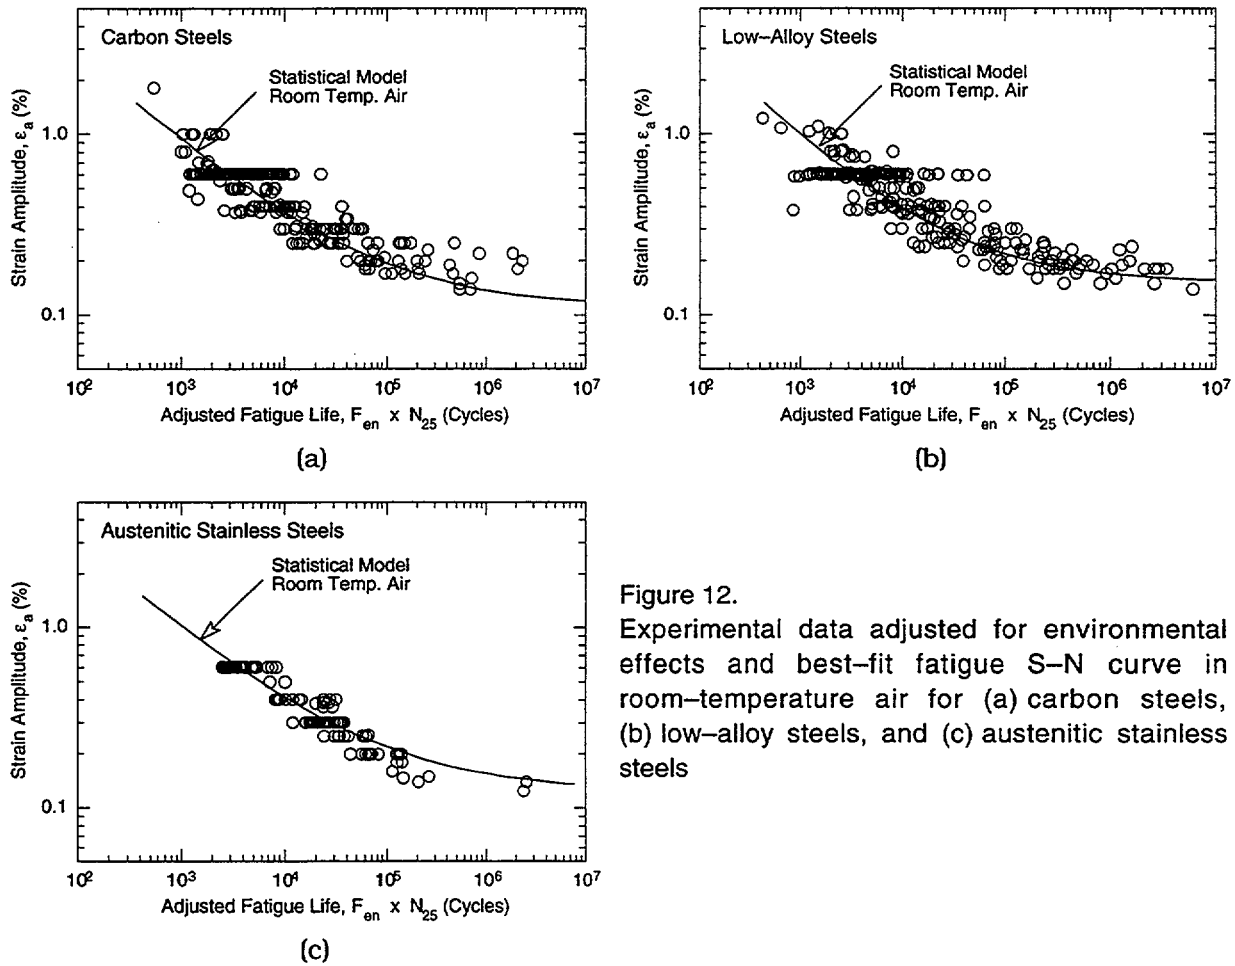 Carbon Steels
Statistical Model
Room Temp. Air
Strain Amplitude, εa (%)
1.0
0.1
10² 10³ 10⁴ 10⁵ 10⁶ 10⁷
Adjusted Fatigue Life, Fen x N25 (Cycles)
(a)
Low–Alloy Steels
Statistical Model
Room Temp. Air
Strain Amplitude, εa (%)
1.0
0.1
10² 10³ 10⁴ 10⁵ 10⁶ 10⁷
Adjusted Fatigue Life, Fen x N25 (Cycles)
(b)
Austenitic Stainless Steels
Statistical Model
Room Temp. Air
Strain Amplitude, εa (%)
1.0
0.1
10² 10³ 10⁴ 10⁵ 10⁶ 10⁷
Adjusted Fatigue Life, Fen x N25 (Cycles)
(c)
Figure 12.
Experimental data adjusted for environmental
effects and best–fit fatigue S–N curve in
room–temperature air for (a) carbon steels,
(b) low–alloy steels, and (c) austenitic stainless
steels